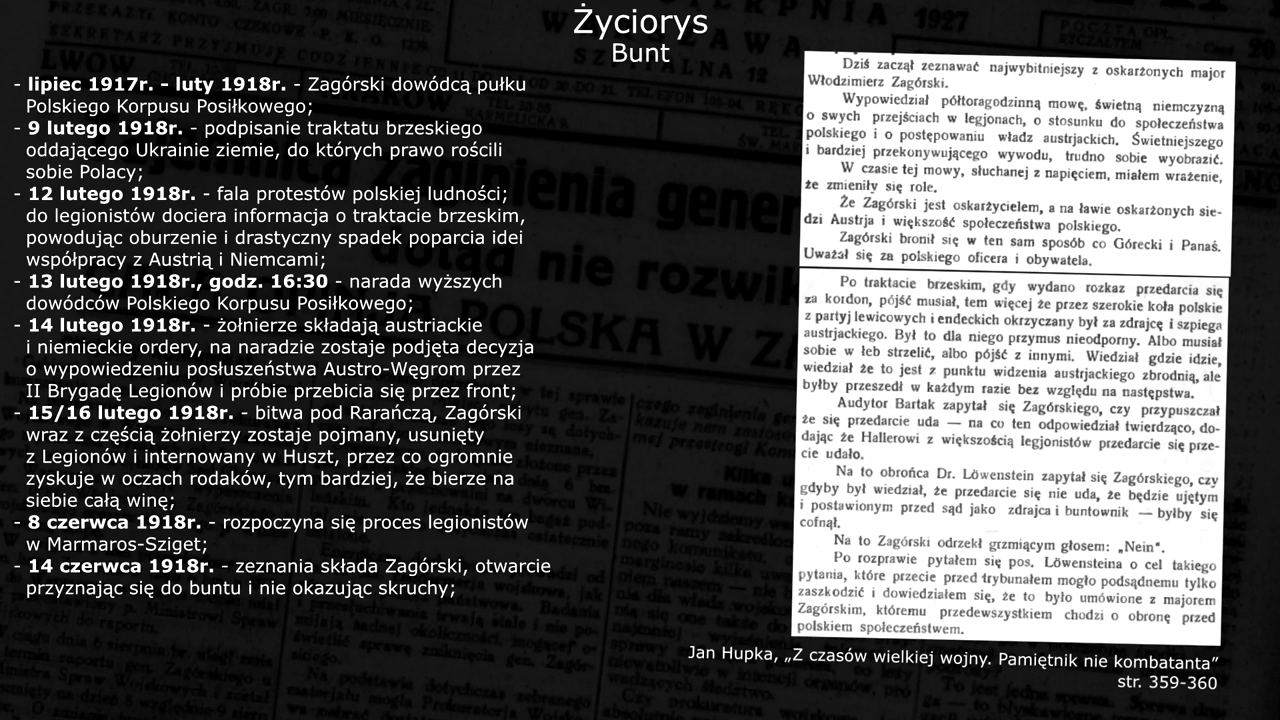 Życiorys
Bunt
- lipiec 1917r. - luty 1918r. - Zagórski dowódcą pułku
Polskiego Korpusu Posiłkowego;
- 9 lutego 1918r. - podpisanie traktatu brzeskiego
oddającego Ukrainie ziemie, do których prawo rościli
sobie Polacy;
- 12 lutego 1918r. - fala protestów polskiej ludności;
do legionistów dociera informacja o traktacie brzeskim,
powodując oburzenie i drastyczny spadek poparcia idei
współpracy z Austrią i Niemcami;
- 13 lutego 1918r., godz. 16:30 - narada wyższych
dowódców Polskiego Korpusu Posiłkowego;
- 14 lutego 1918r. - żołnierze składają austriackie
i niemieckie ordery, na naradzie zostaje podjęta decyzja
o wypowiedzeniu posłuszeństwa Austro-Węgrom przez
II Brygadę Legionów i próbie przebicia się przez front;
- 15/16 lutego 1918r. - bitwa pod Rarańczą, Zagórski
wraz z częścią żołnierzy zostaje pojmany, usunięty
z Legionów i internowany w Huszt, przez co ogromnie
zyskuje w oczach rodaków, tym bardziej, że bierze na
siebie całą winę;
- 8 czerwca 1918r. - rozpoczyna się proces legionistów
w Marmaros-Sziget;
- 14 czerwca 1918r. - zeznania składa Zagórski, otwarcie
przyznając się do buntu i nie okazując skruchy;
Dziś zaczął zeznawać najwybitniejszy z oskarżonych major
Włodzimierz Zagórski.
Wypowiedział półtoragodzinną mowę, świetną niemczyzną
o swych przejściach w legjonach, o stosunku do społeczeństwa
polskiego i o postępowaniu władz austrjackich. Świetniejszego
i bardziej przekonywującego wywodu, trudno sobie wyobrazić.
W czasie tej mowy, słuchanej z napięciem, miałem wrażenie,
że zmieniły się role.
Że Zagórski jest oskarżycielem, a na ławie oskarżonych sie-
dzi Austrja i większość społeczeństwa polskiego.
Zagórski bronił się w ten sam sposób co Górecki i Panaś.
Uważał się za polskiego oficera i obywatela.
Po traktacie brzeskim, gdy wydano rozkaz przedarcia się
za kordon, pójść musiał, tem więcej że przez szerokie koła polskie
z partyj lewicowych i endeckich okrzyczany był za zdrajcę i szpiega
austrjackiego. Był to dla niego przymus nieodporny. Albo musiał
sobie w łeb strzelić, albo pójść z innymi. Wiedział gdzie idzie,
wiedział że to jest z punktu widzenia austrjackiego zbrodnią, ale
byłby przeszedł w każdym razie bez względu na następstwa.
Audytor Bartak zapytał się Zagórskiego, czy przypuszczał
że się przedarcie uda — na co ten odpowiedział twierdząco, do-
dając że Hallerowi z większością legjonistów przedarcie się prze-
cie udało.
Na to obrońca Dr. Löwenstein zapytał się Zagórskiego, czy
gdyby był wiedział, że przedarcie się nie uda, że będzie ujętym
i postawionym przed sąd jako zdrajca i buntownik — byłby się
cofnął.
Na to Zagórski odrzekł grzmiącym głosem: „Nein".
Po rozprawie pytałem się pos. Löwensteina o cel takiego
pytania, które przecie przed trybunałem mogło podsądnemu tylko
zaszkodzić i dowiedziałem się, że to było umówione z majorem
Zagórskim, któremu przedewszystkiem chodzi o obronę przed
polskiem społeczeństwem.
Jan Hupka, „Z czasów wielkiej wojny. Pamiętnik nie kombatanta”
str. 359-360